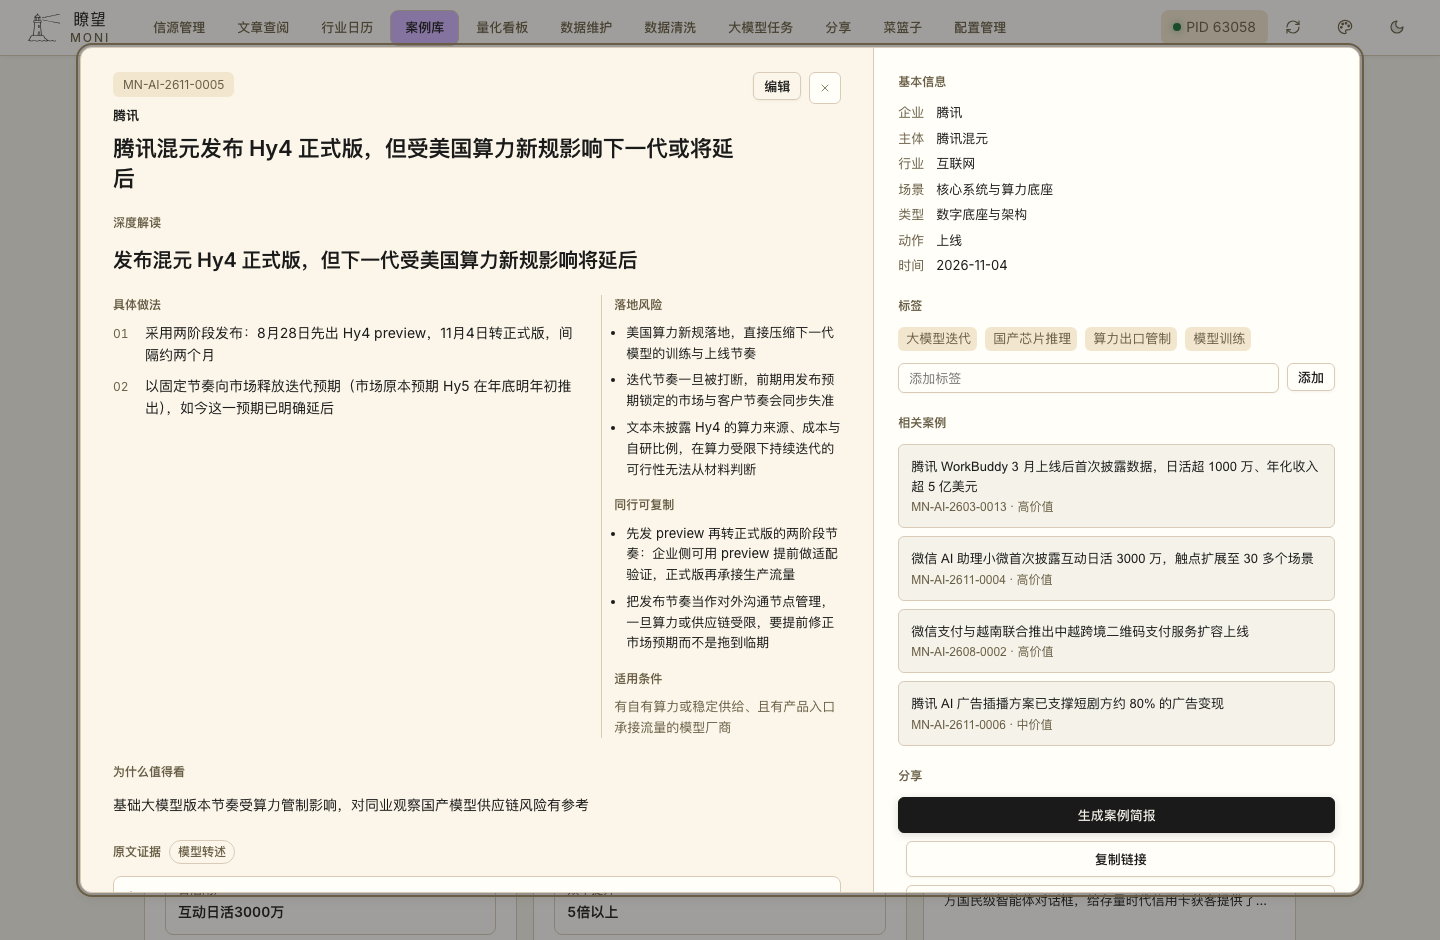 瞭望
MONI
信源管理
文章查阅
行业日历
案例库
量化看板
数据维护
数据清洗
大模型任务
分享
菜篮子
配置管理
PID 63058
MN-AI-2611-0005
编辑
×
腾讯
腾讯混元发布 Hy4 正式版，但受美国算力新规影响下一代或将延
后
深度解读
发布混元 Hy4 正式版，但下一代受美国算力新规影响将延后
具体做法
01 采用两阶段发布：8月28日先出 Hy4 preview，11月4日转正式版，间
隔约两个月
02 以固定节奏向市场释放迭代预期（市场原本预期 Hy5 在年底明年初推
出），如今这一预期已明确延后
落地风险
• 美国算力新规落地，直接压缩下一代
模型的训练与上线节奏
• 迭代节奏一旦被打断，前期用发布预
期锁定的市场与客户节奏会同步失准
• 文本未披露 Hy4 的算力来源、成本与
自研比例，在算力受限下持续迭代的
可行性无法从材料判断
同行可复制
• 先发 preview 再转正式版的两阶段节
奏：企业侧可用 preview 提前做适配
验证，正式版再承接生产流量
• 把发布节奏当作对外沟通节点管理，
一旦算力或供应链受限，要提前修正
市场预期而不是拖到临期
适用条件
有自有算力或稳定供给、且有产品入口
承接流量的模型厂商
为什么值得看
基础大模型版本节奏受算力管制影响，对同业观察国产模型供应链风险有参考
原文证据 模型转述
基本信息
企业 腾讯
主体 腾讯混元
行业 互联网
场景 核心系统与算力底座
类型 数字底座与架构
动作 上线
时间 2026-11-04
标签
大模型迭代
国产芯片推理
算力出口管制
模型训练
添加标签
添加
相关案例
腾讯 WorkBuddy 3 月上线后首次披露数据，日活超 1000 万、年化收入
超 5 亿美元
MN-AI-2603-0013 · 高价值
微信 AI 助理小微首次披露互动日活 3000 万，触点扩展至 30 多个场景
MN-AI-2611-0004 · 高价值
微信支付与越南联合推出中越跨境二维码支付服务扩容上线
MN-AI-2608-0002 · 高价值
腾讯 AI 广告插播方案已支撑短剧方约 80% 的广告变现
MN-AI-2611-0006 · 中价值
分享
生成案例简报
复制链接
互动日活3000万
5倍以上
万国民级智能体对话框，给存量时代信用卡获客提供了...